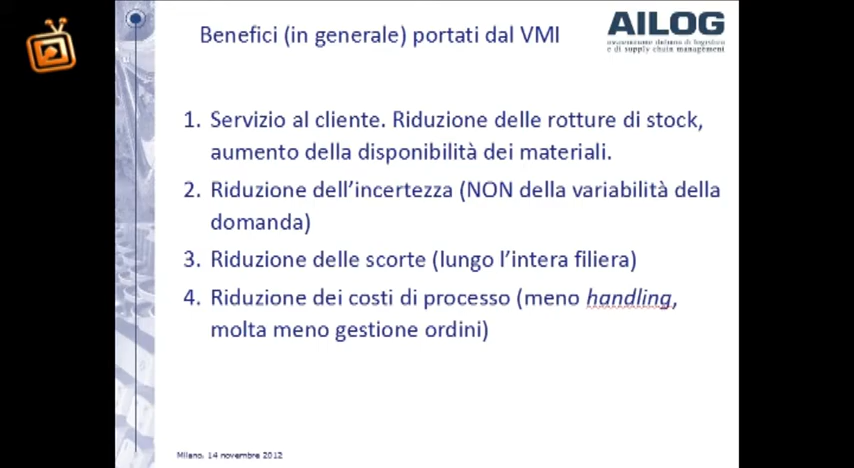 Benefici (in generale) portati dal VMI
AILOG
associazione italiana di logistica
e di supply chain management
1. Servizio al cliente. Riduzione delle rotture di stock,
aumento della disponibilità dei materiali.
2. Riduzione dell'incertezza (NON della variabilità della
domanda)
3. Riduzione delle scorte (lungo l'intera filiera)
4. Riduzione dei costi di processo (meno handling,
molta meno gestione ordini)
Milano, 14 novembre 2012